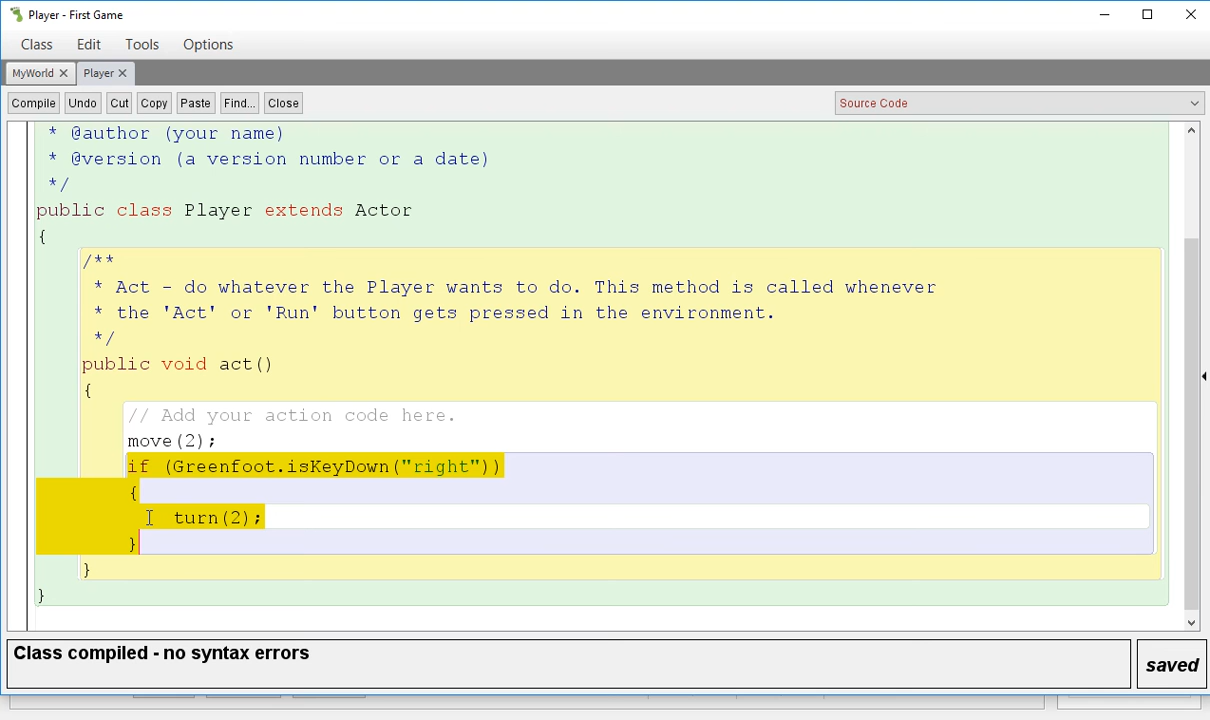 Player - First Game
Class Edit Tools Options
MyWorld Player
Compile Undo Cut Copy Paste Find... Close Source Code
* @author (your name)
* @version (a version number or a date)
*/
public class Player extends Actor
{
/**
* Act - do whatever the Player wants to do. This method is called whenever
* the 'Act' or 'Run' button gets pressed in the environment.
*/
public void act()
{
// Add your action code here.
move(2);
if (Greenfoot.isKeyDown("right"))
{
turn(2);
}
}
}
Class compiled - no syntax errors
saved